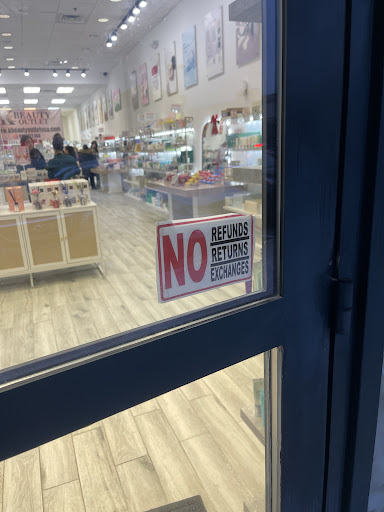 BEAUTY
OUTLET
NO
REFUNDS
RETURNS
EXCHANGES